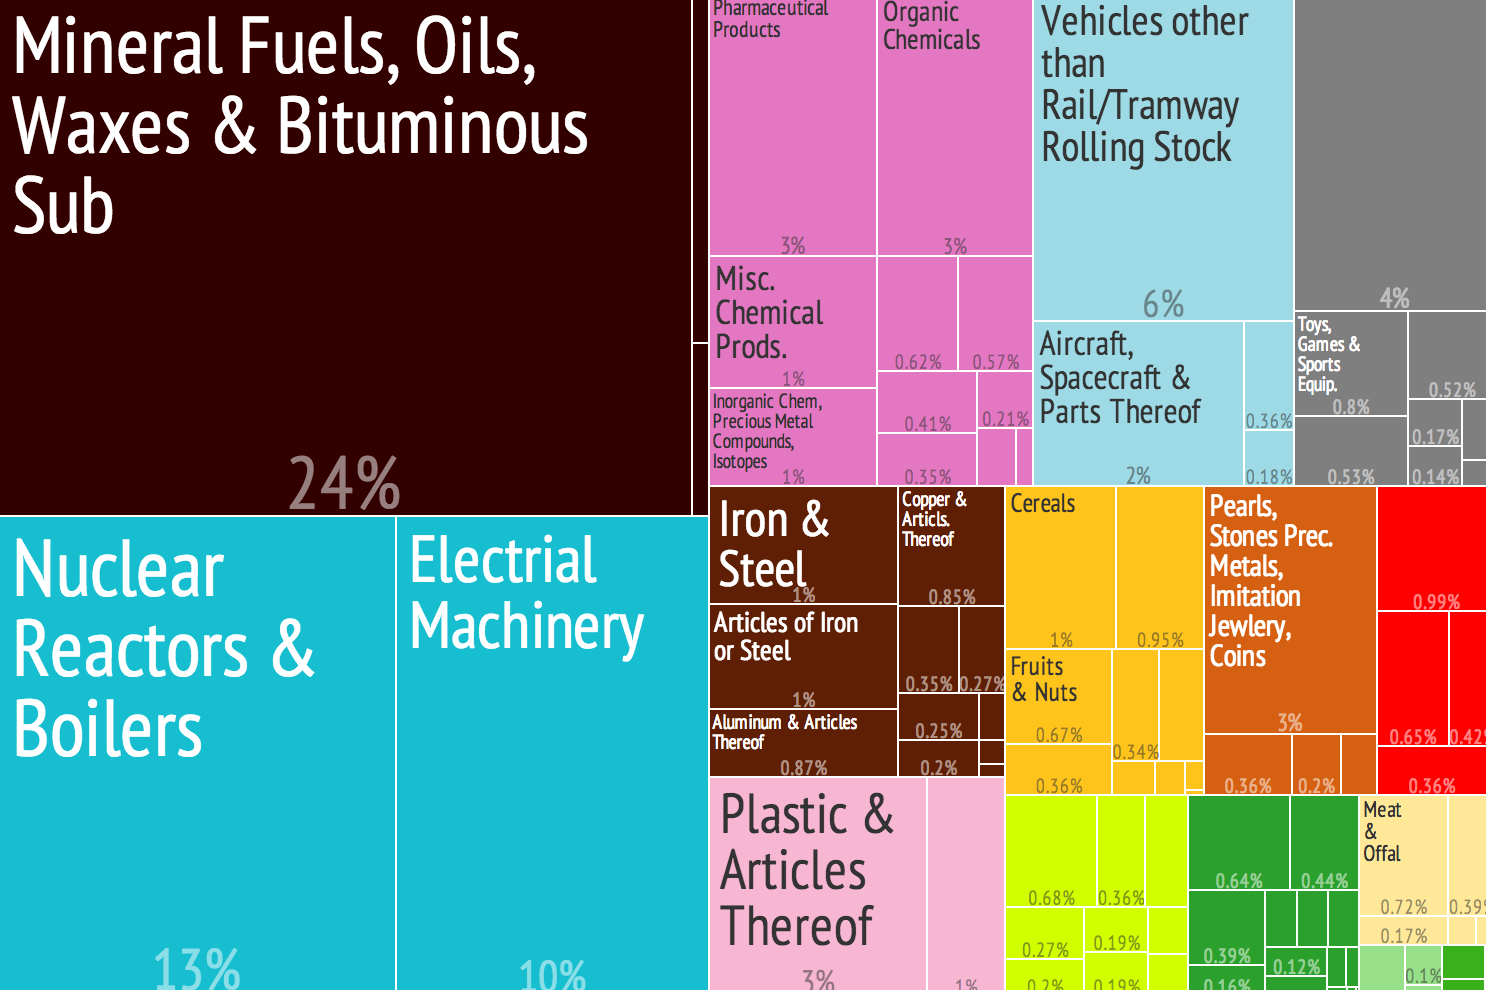 Mineral Fuels, Oils,
Waxes & Bituminous
Sub
24%
Nuclear
Reactors &
Boilers
13%
Electrial
Machinery
10%
Pharmaceutical
Products
3%
Organic
Chemicals
3%
Misc.
Chemical
Prods.
1%
Inorganic Chem,
Precious Metal
Compounds,
Isotopes
1%
0.62%
0.57%
0.41%
0.21%
0.35%
Vehicles other
than
Rail/Tramway
Rolling Stock
6%
Aircraft,
Spacecraft &
Parts Thereof
2%
0.36%
0.18%
4%
Toys,
Games &
Sports
Equip.
0.8%
0.52%
0.17%
0.53%
0.14%
Iron &
Steel
1%
Articles of Iron
or Steel
1%
Aluminum & Articles
Thereof
0.87%
Copper &
Articls.
Thereof
0.85%
0.35%
0.27%
0.25%
0.2%
Plastic &
Articles
Thereof
3%
1%
Cereals
1%
0.95%
Fruits
& Nuts
0.67%
0.34%
0.36%
Pearls,
Stones Prec.
Metals,
Imitation
Jewlery,
Coins
3%
0.36%
0.2%
0.99%
0.65%
0.42%
0.36%
0.68%
0.36%
0.27%
0.19%
0.2%
0.19%
0.64%
0.44%
0.39%
0.12%
0.16%
Meat
&
Offal
0.72%
0.39%
0.17%
0.1%